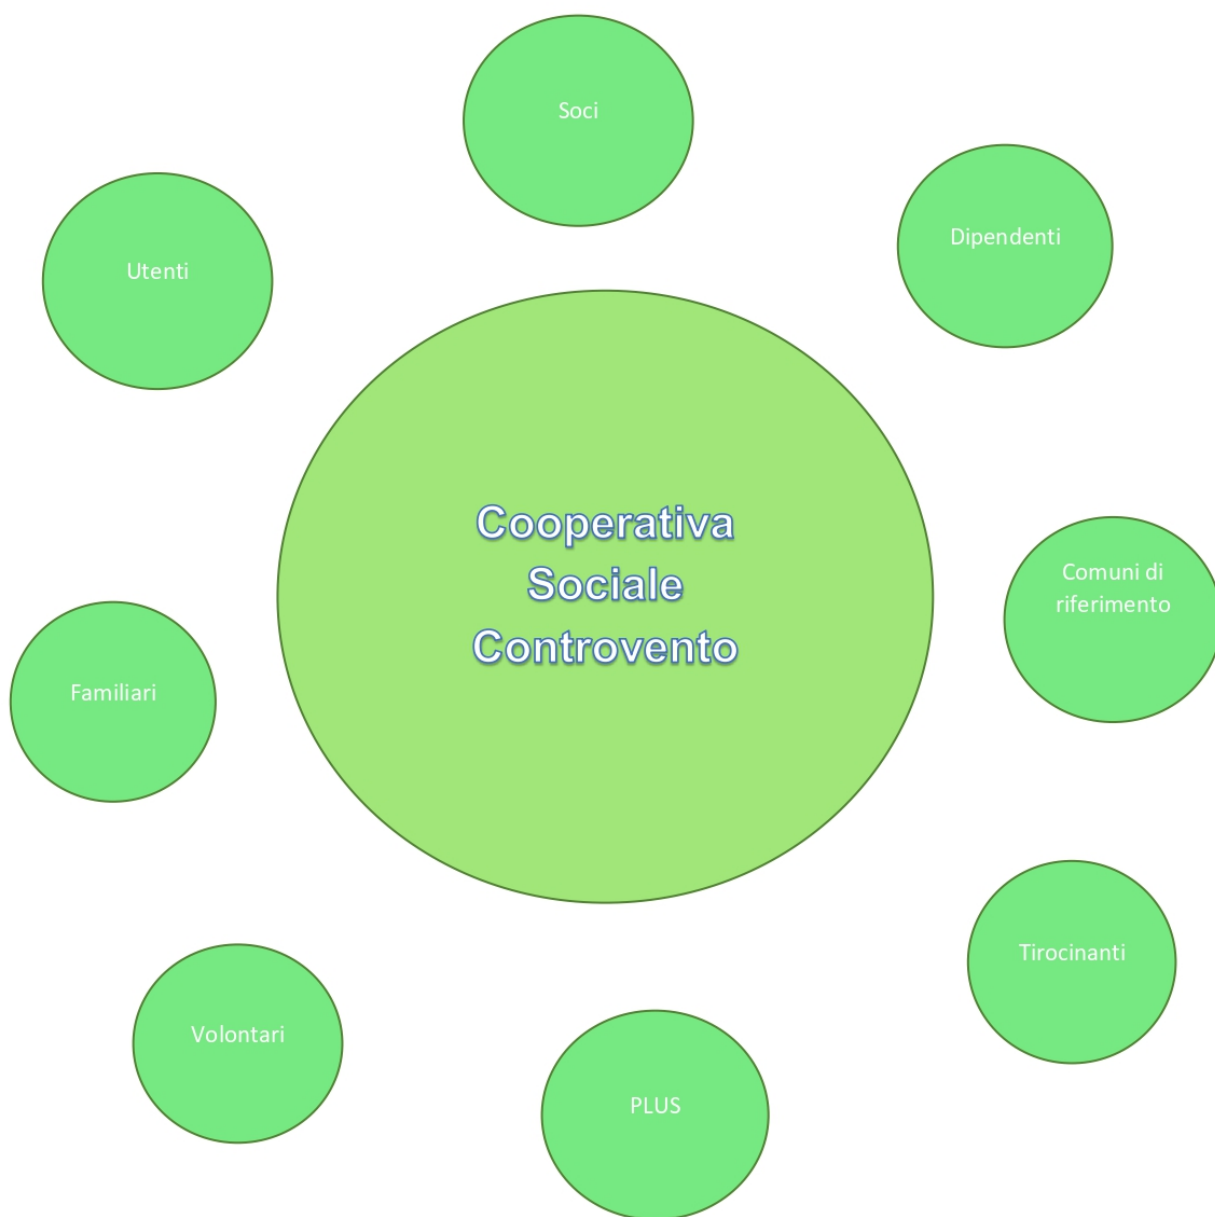 Soci
Dipendenti
Utenti
Cooperativa
Sociale
Controvento
Comuni di
riferimento
Familiari
Tirocinanti
Volontari
PLUS